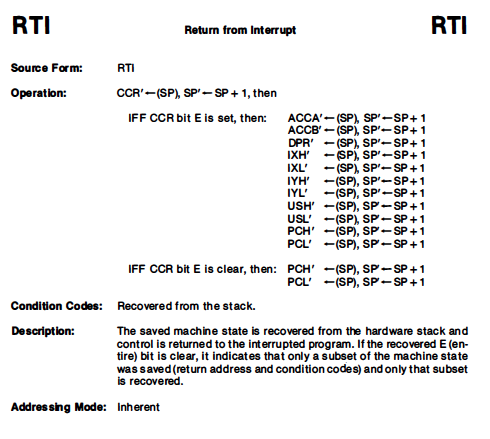 RTI Return from Interrupt RTI
Source Form: RTI
Operation: CCR'←(SP), SP'←SP+1, then
IFF CCR bit E is set, then: ACCA'←(SP), SP'←SP+1
ACCB'←(SP), SP'←SP+1
DPR' ←(SP), SP'←SP+1
IXH' ←(SP), SP'←SP+1
IXL' ←(SP), SP'←SP+1
IYH' ←(SP), SP'←SP+1
IYL' ←(SP), SP'←SP+1
USH' ←(SP), SP'←SP+1
USL' ←(SP), SP'←SP+1
PCH' ←(SP), SP'←SP+1
PCL' ←(SP), SP'←SP+1
IFF CCR bit E is clear, then: PCH' ←(SP), SP'←SP+1
PCL' ←(SP), SP'←SP+1
Condition Codes: Recovered from the stack.
Description: The saved machine state is recovered from the hardware stack and
control is returned to the interrupted program. If the recovered E (en-
tire) bit is clear, it indicates that only a subset of the machine state
was saved (return address and condition codes) and only that subset
is recovered.
Addressing Mode: Inherent